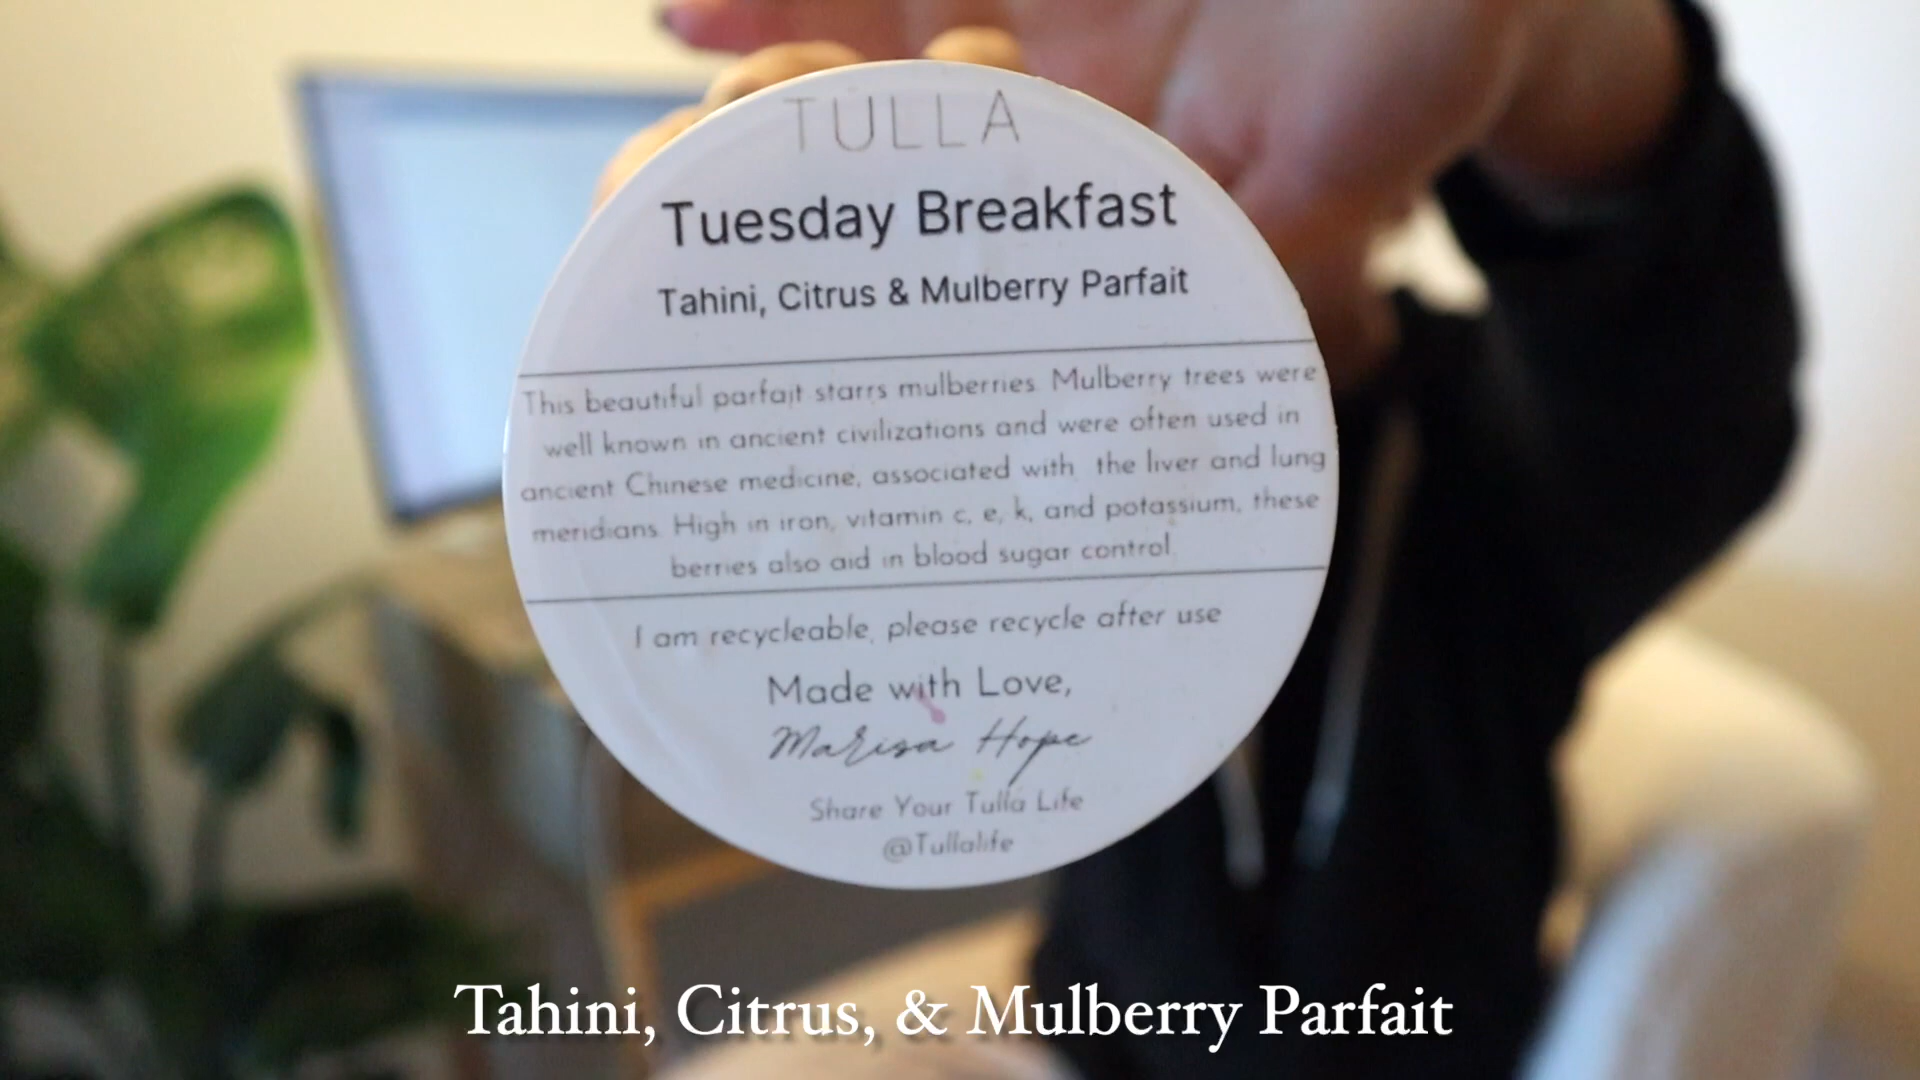 TULLA
Tuesday Breakfast
Tahini, Citrus & Mulberry Parfait
This beautiful parfait starrs mulberries. Mulberry trees were
well known in ancient civilizations and were often used in
ancient Chinese medicine, associated with the liver and lung
meridians. High in iron, vitamin c, e, k, and potassium, these
berries also aid in blood sugar control.
I am recycleable, please recycle after use
Made with Love,
Marisa Hope
Share Your Tulla Life
@Tullalife
Tahini, Citrus, & Mulberry Parfait